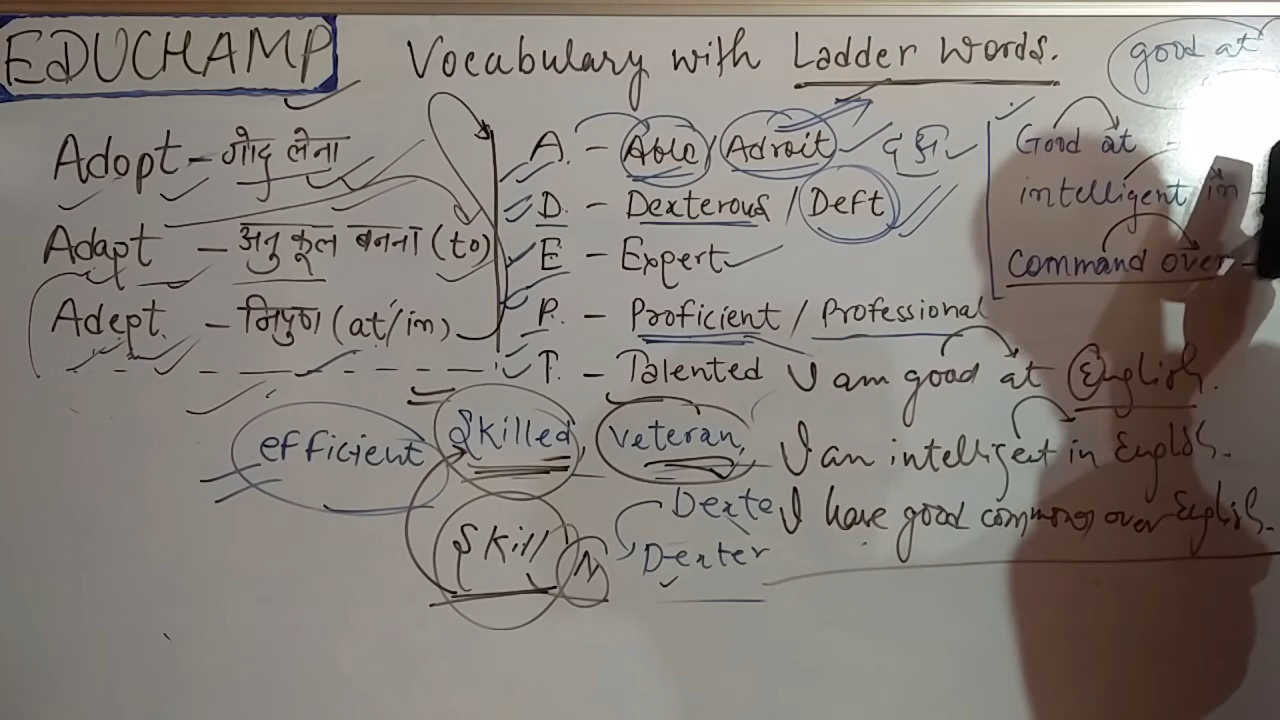 EDUCHAMP
Vocabulary with Ladder Words.
good at
Adopt - गोद लेना
Adapt - अनुकूल बनना (to)
Adept. - निपुण (at/in)
A. - Able / Adroit - दक्ष
D. - Dexterous / Deft
E - Expert
P. - Proficient / Professional
T. - Talented
Good at -
intelligent in -
command over -
efficient Skilled, veteran,
Skill N
Dexte
Dexter
I am good at English.
I am intelligent in English.
I have good command over English.